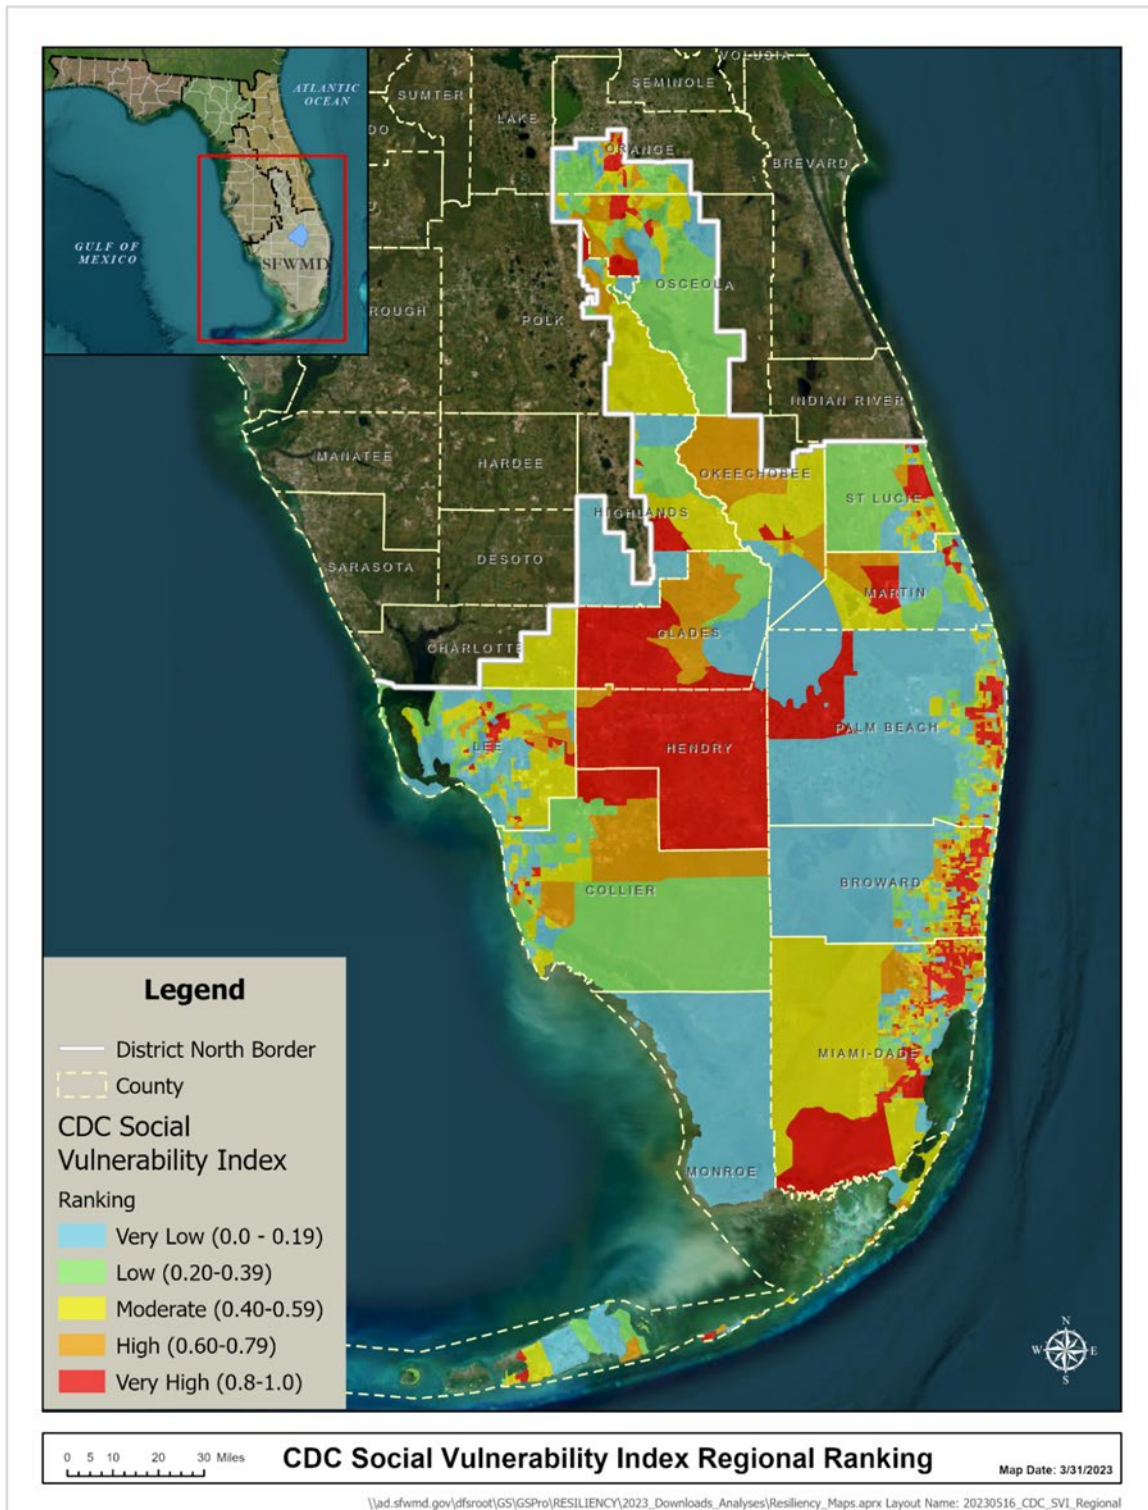 ATLANTIC
OCEAN
GULF OF
MEXICO
SFWMD
VOLUSIA
SEMINOLE
SUMTER
LAKE
DO
ORANGE
BREVARD
U
OSCEOLA
ROUGH
POLK
INDIAN RIVER
MANATEE
HARDEE
OKEECHOBEE
ST LUCIE
HIGHLANDS
DESOTO
SARASOTA
MARTIN
GLADES
CHARLOTTE
PALM BEACH
LEE
HENDRY
BROWARD
COLLIER
MIAMI-DADE
MONROE
Legend
District North Border
County
CDC Social
Vulnerability Index
Ranking
Very Low (0.0 - 0.19)
Low (0.20-0.39)
Moderate (0.40-0.59)
High (0.60-0.79)
Very High (0.8-1.0)
N
W E
S
0 5 10 20 30 Miles
CDC Social Vulnerability Index Regional Ranking
Map Date: 3/31/2023
\\ad.sfwmd.gov\dfsroot\GS\GSPro\RESILIENCY\2023_Downloads_Analyses\Resiliency_Maps.aprx Layout Name: 20230516_CDC_SVI_Regional